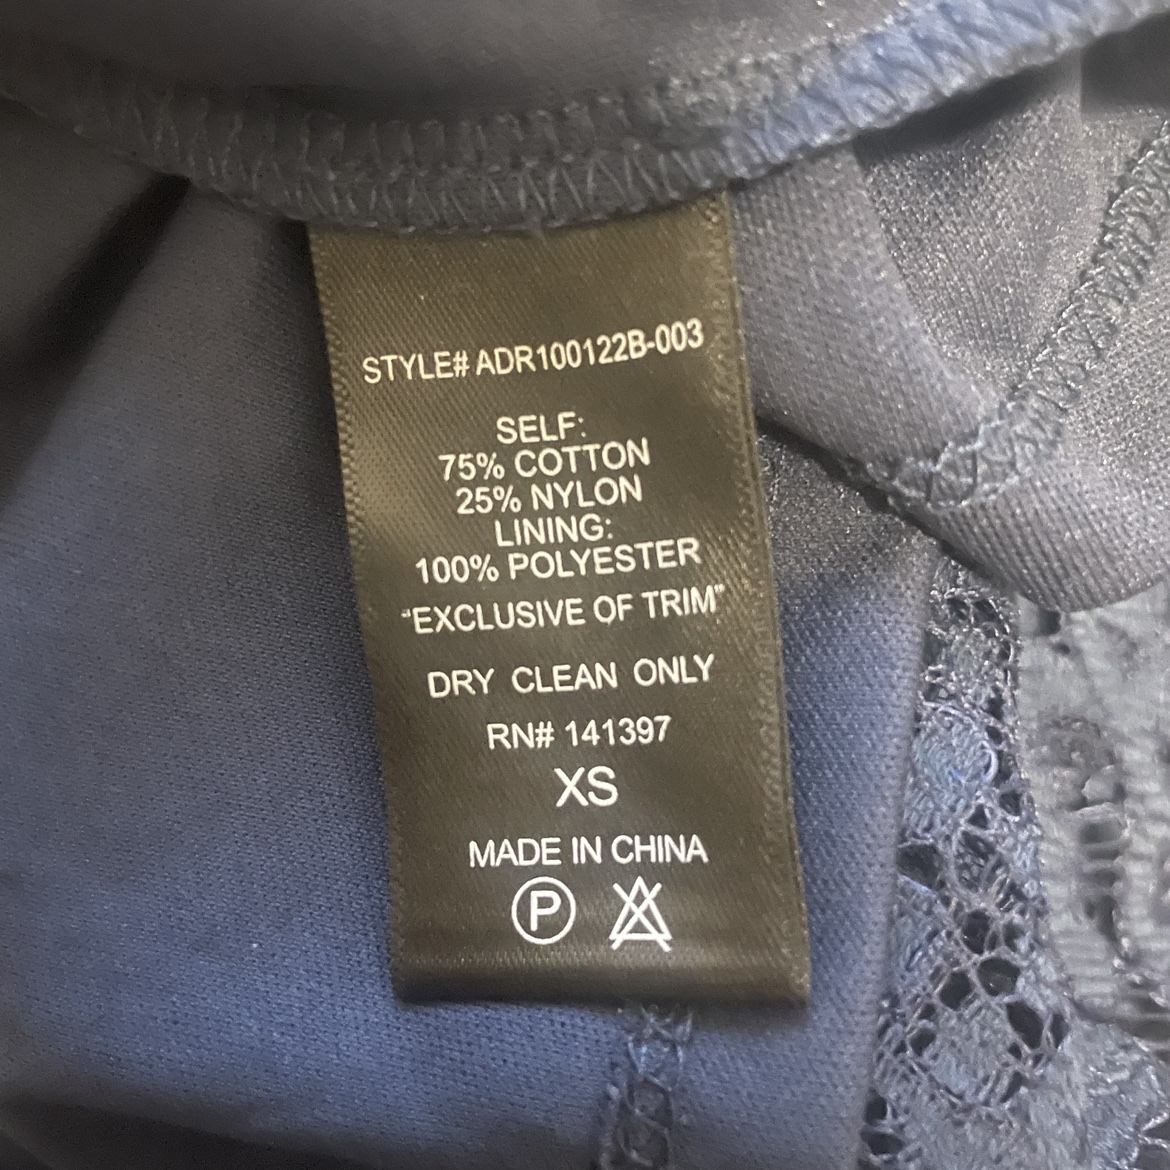 STYLE# ADR100122B-003
SELF:
75% COTTON
25% NYLON
LINING:
100% POLYESTER
"EXCLUSIVE OF TRIM"
DRY CLEAN ONLY
RN# 141397
XS
MADE IN CHINA
P